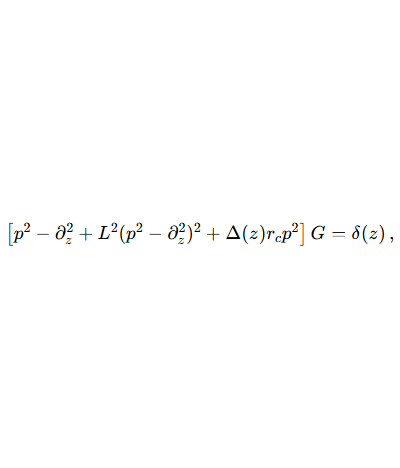 [p² − ∂_z² + L²(p² − ∂_z²)² + Δ(z)r_c p²] G = δ(z) ,